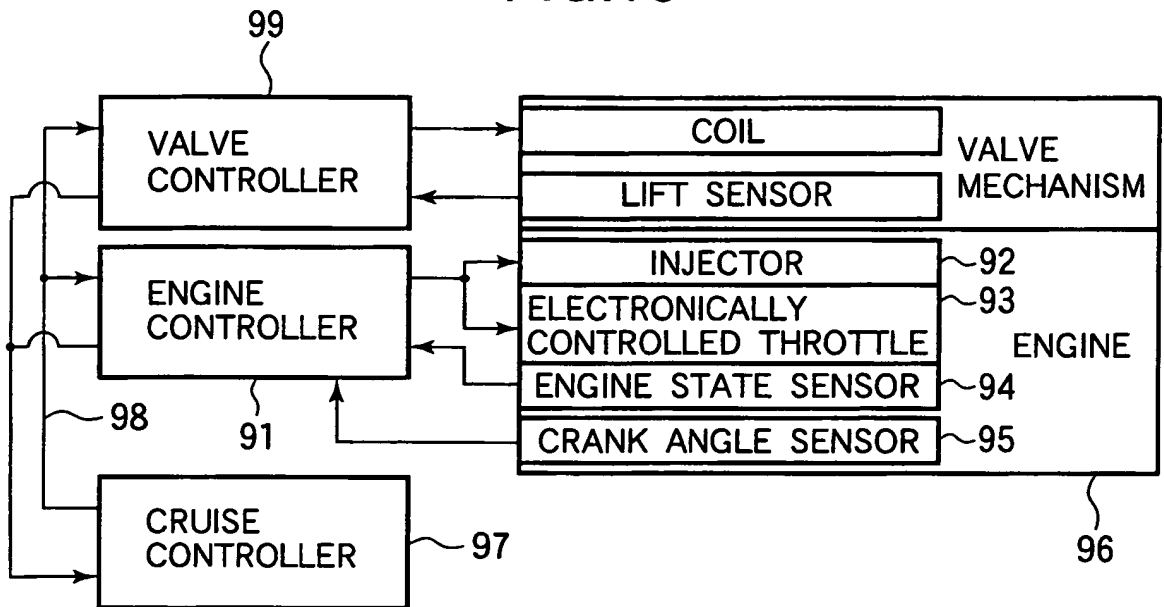 99
VALVE
CONTROLLER
COIL
LIFT SENSOR
VALVE
MECHANISM
ENGINE
CONTROLLER
INJECTOR
92
ELECTRONICALLY
CONTROLLED THROTTLE
93
ENGINE STATE SENSOR
94
CRANK ANGLE SENSOR
95
ENGINE
98
91
CRUISE
CONTROLLER
97
96